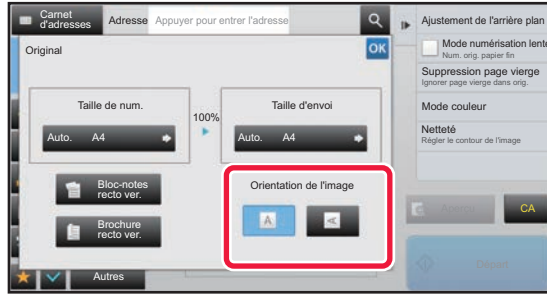 Carnet
d'adresses
Adresse
Appuyer pour entrer l'adresse
Original
OK
Taille de num.
Auto. A4
100%
Taille d'envoi
Auto. A4
Bloc-notes
recto ver.
Brochure
recto ver.
Orientation de l'image
A
A
Autres
Ajustement de l'arrière plan
Mode numérisation lente
Num. orig. papier fin
Suppression page vierge
Ignorer page vierge dans orig.
Mode couleur
Netteté
Régler le contour de l'image
Aperçu
CA
Départ